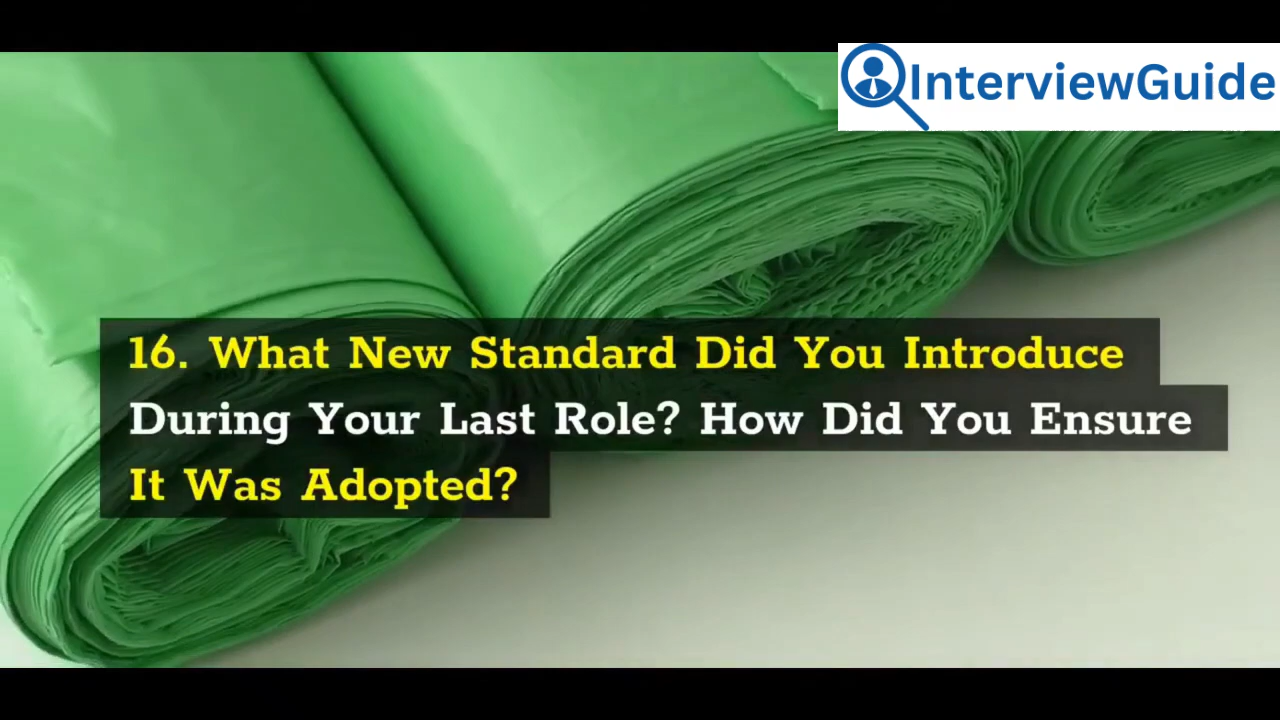 InterviewGuide
16. What New Standard Did You Introduce
During Your Last Role? How Did You Ensure
It Was Adopted?